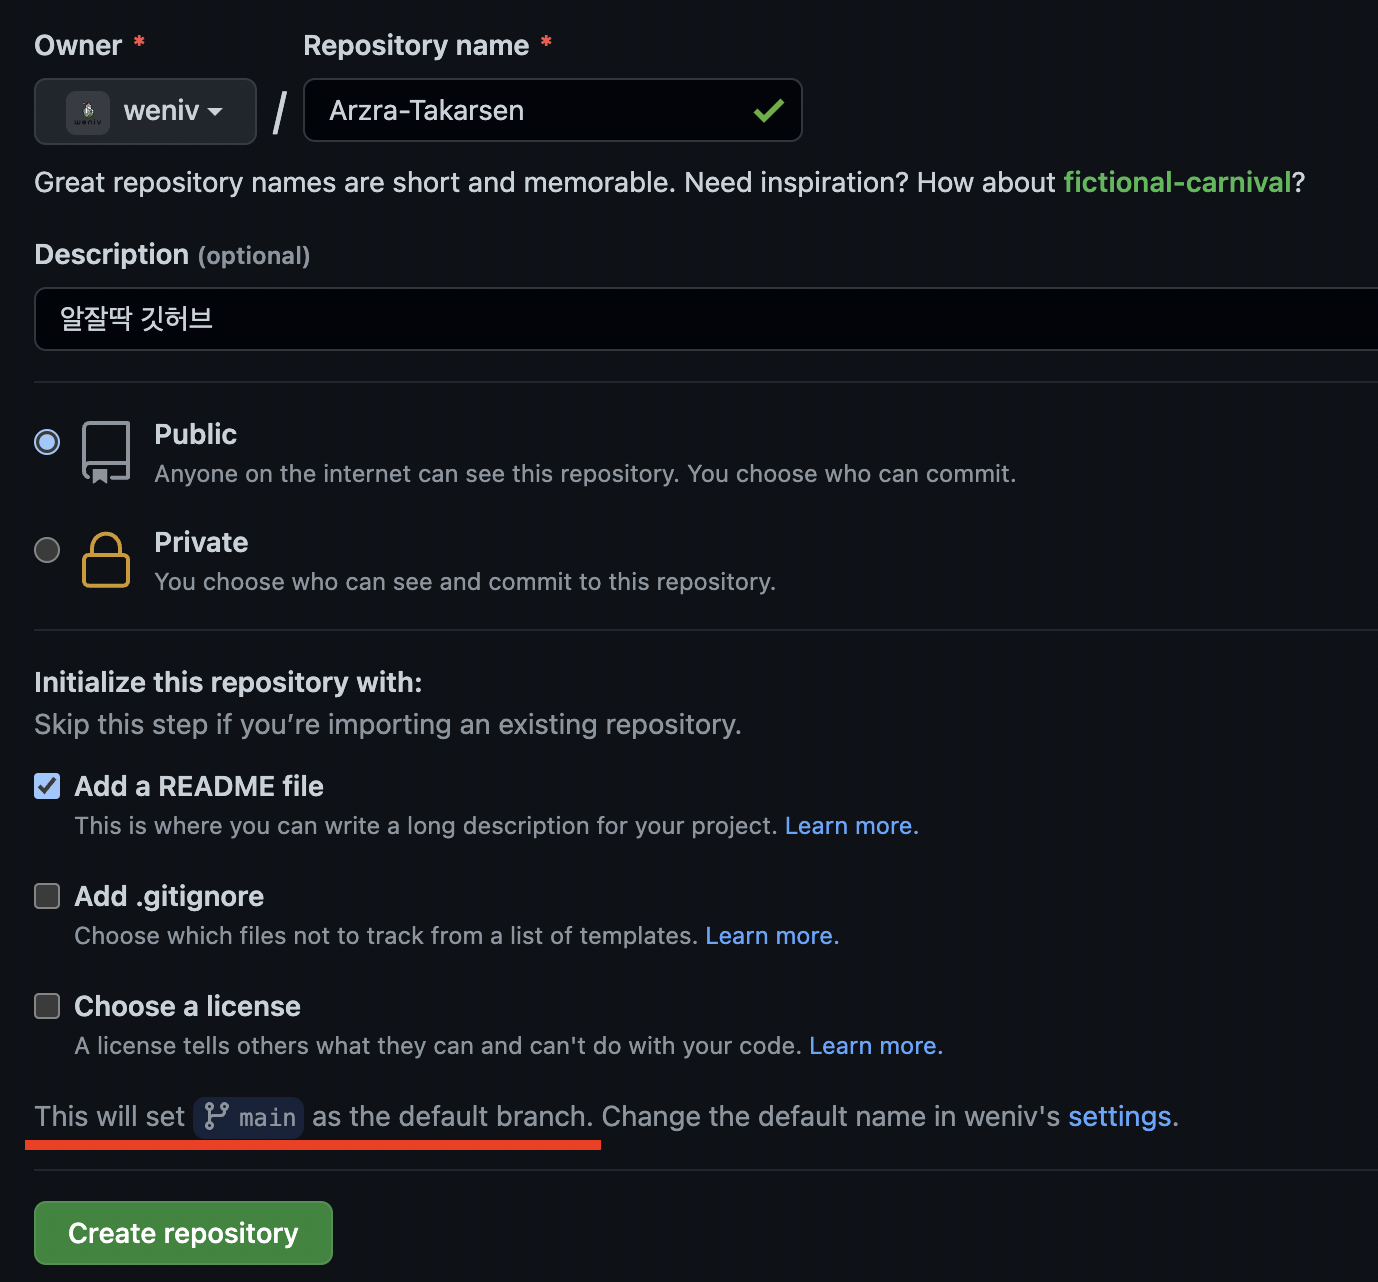 Owner * Repository name *
weniv / Arzra-Takarsen
Great repository names are short and memorable. Need inspiration? How about fictional-carnival?
Description (optional)
알잘딱 깃허브
Public
Anyone on the internet can see this repository. You choose who can commit.
Private
You choose who can see and commit to this repository.
Initialize this repository with:
Skip this step if you’re importing an existing repository.
Add a README file
This is where you can write a long description for your project. Learn more.
Add .gitignore
Choose which files not to track from a list of templates. Learn more.
Choose a license
A license tells others what they can and can't do with your code. Learn more.
This will set main as the default branch. Change the default name in weniv's settings.
Create repository